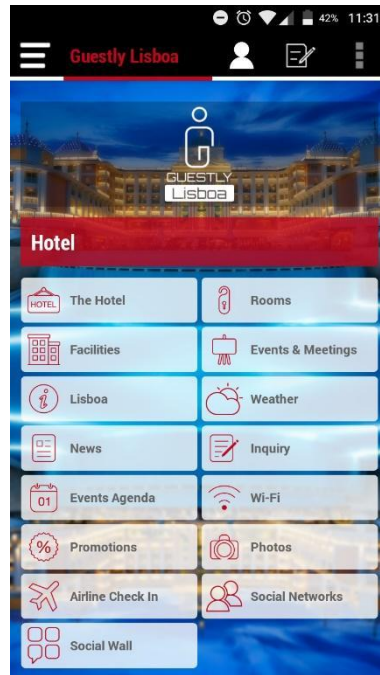 42% 11:31
Guestly Lisboa
GUESTLY
Lisboa
Hotel
HOTEL The Hotel
Rooms
Facilities
Events & Meetings
Lisboa
Weather
News
Inquiry
01 Events Agenda
Wi-Fi
% Promotions
Photos
Airline Check In
Social Networks
Social Wall